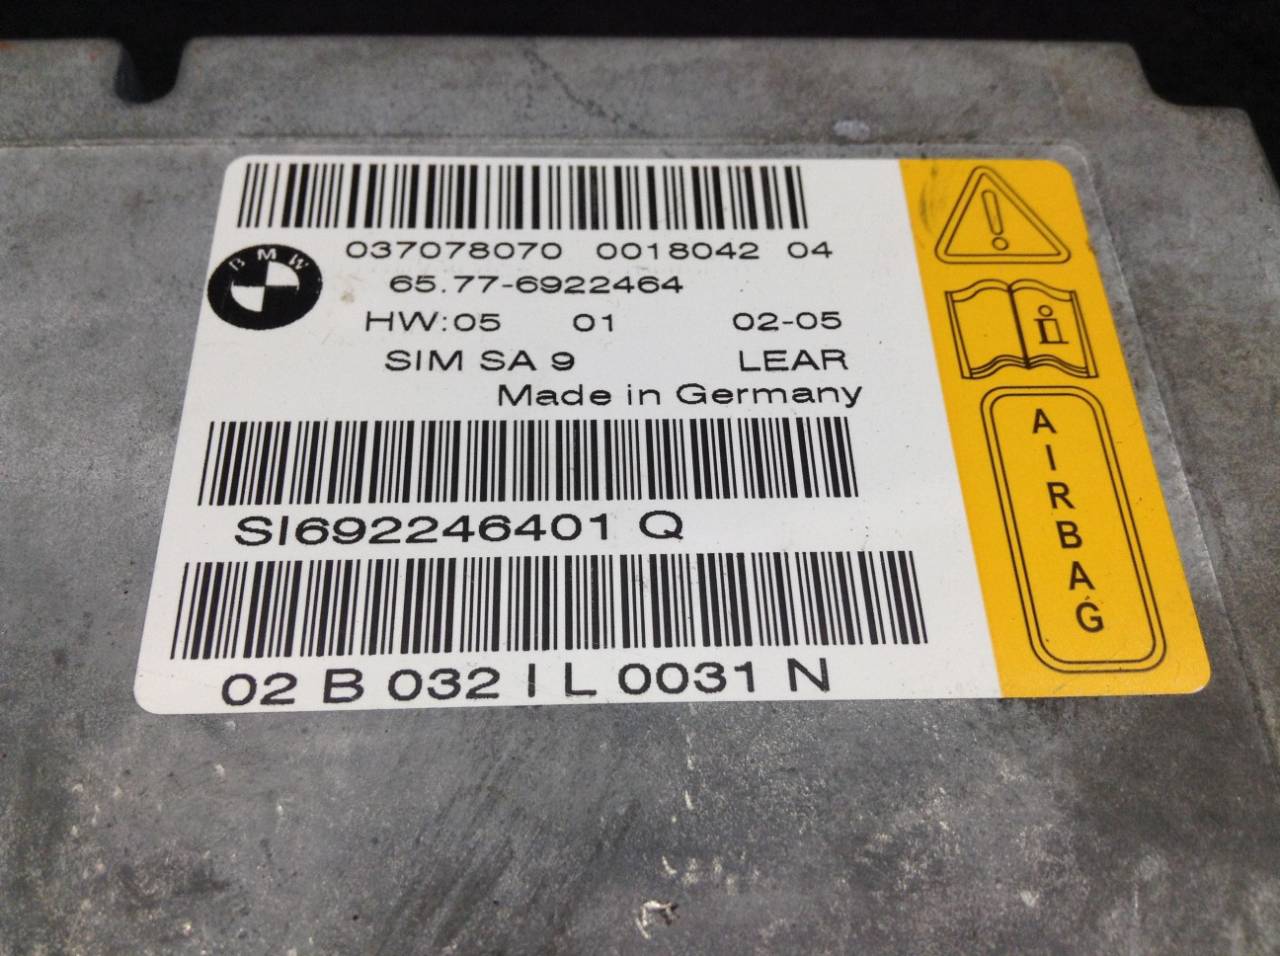 037078070 0018042 04
BMW
65.77-6922464
HW:05 01 02-05
SIM SA 9 LEAR
Made in Germany
SI692246401 Q
02 B 032 I L 0031 N
AIRBAG